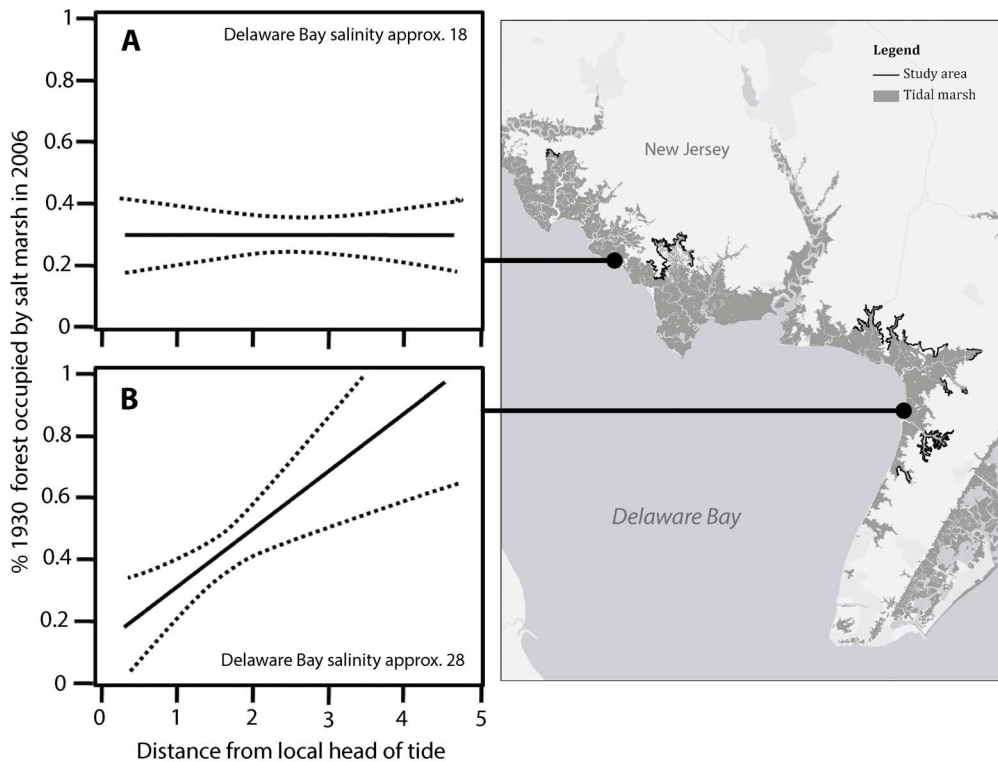 % 1930 forest occupied by salt marsh in 2006
1
0.8
0.6
0.4
0.2
0
A
Delaware Bay salinity approx. 18
1
0.8
0.6
0.4
0.2
0
B
Delaware Bay salinity approx. 28
0 1 2 3 4 5
Distance from local head of tide
Legend
Study area
Tidal marsh
New Jersey
Delaware Bay